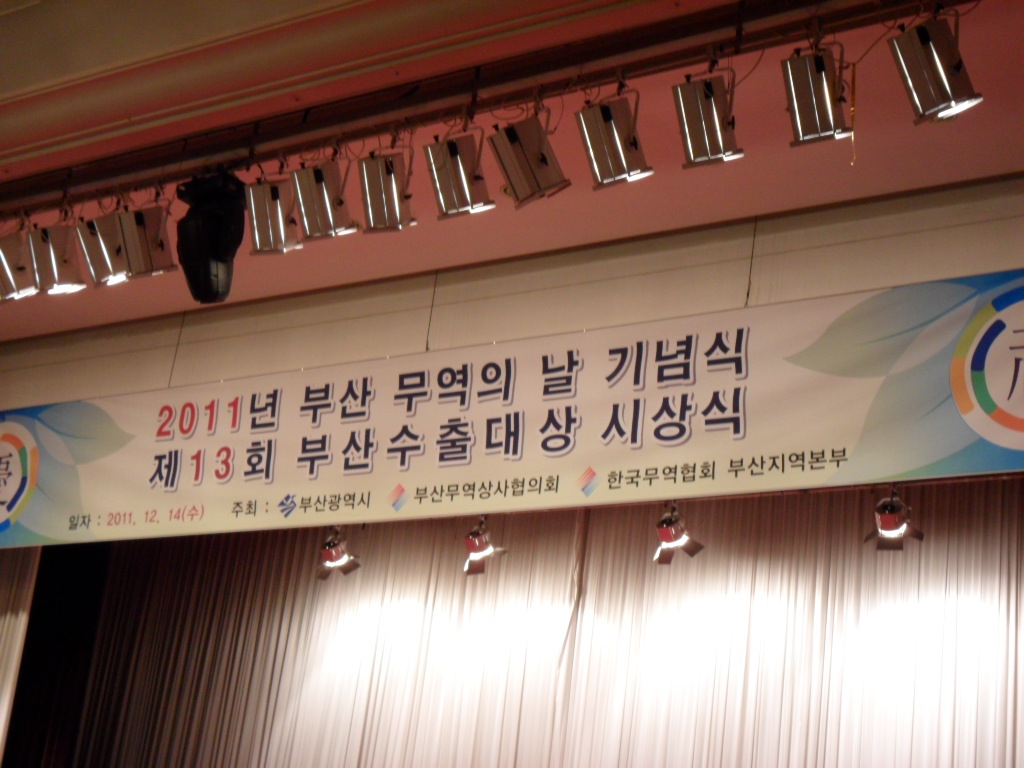 2011년 부산 무역의 날 기념식
제13회 부산수출대상 시상식
일자 : 2011. 12. 14(수) 주최 : 부산광역시 부산무역상사협의회 한국무역협회 부산지역본부